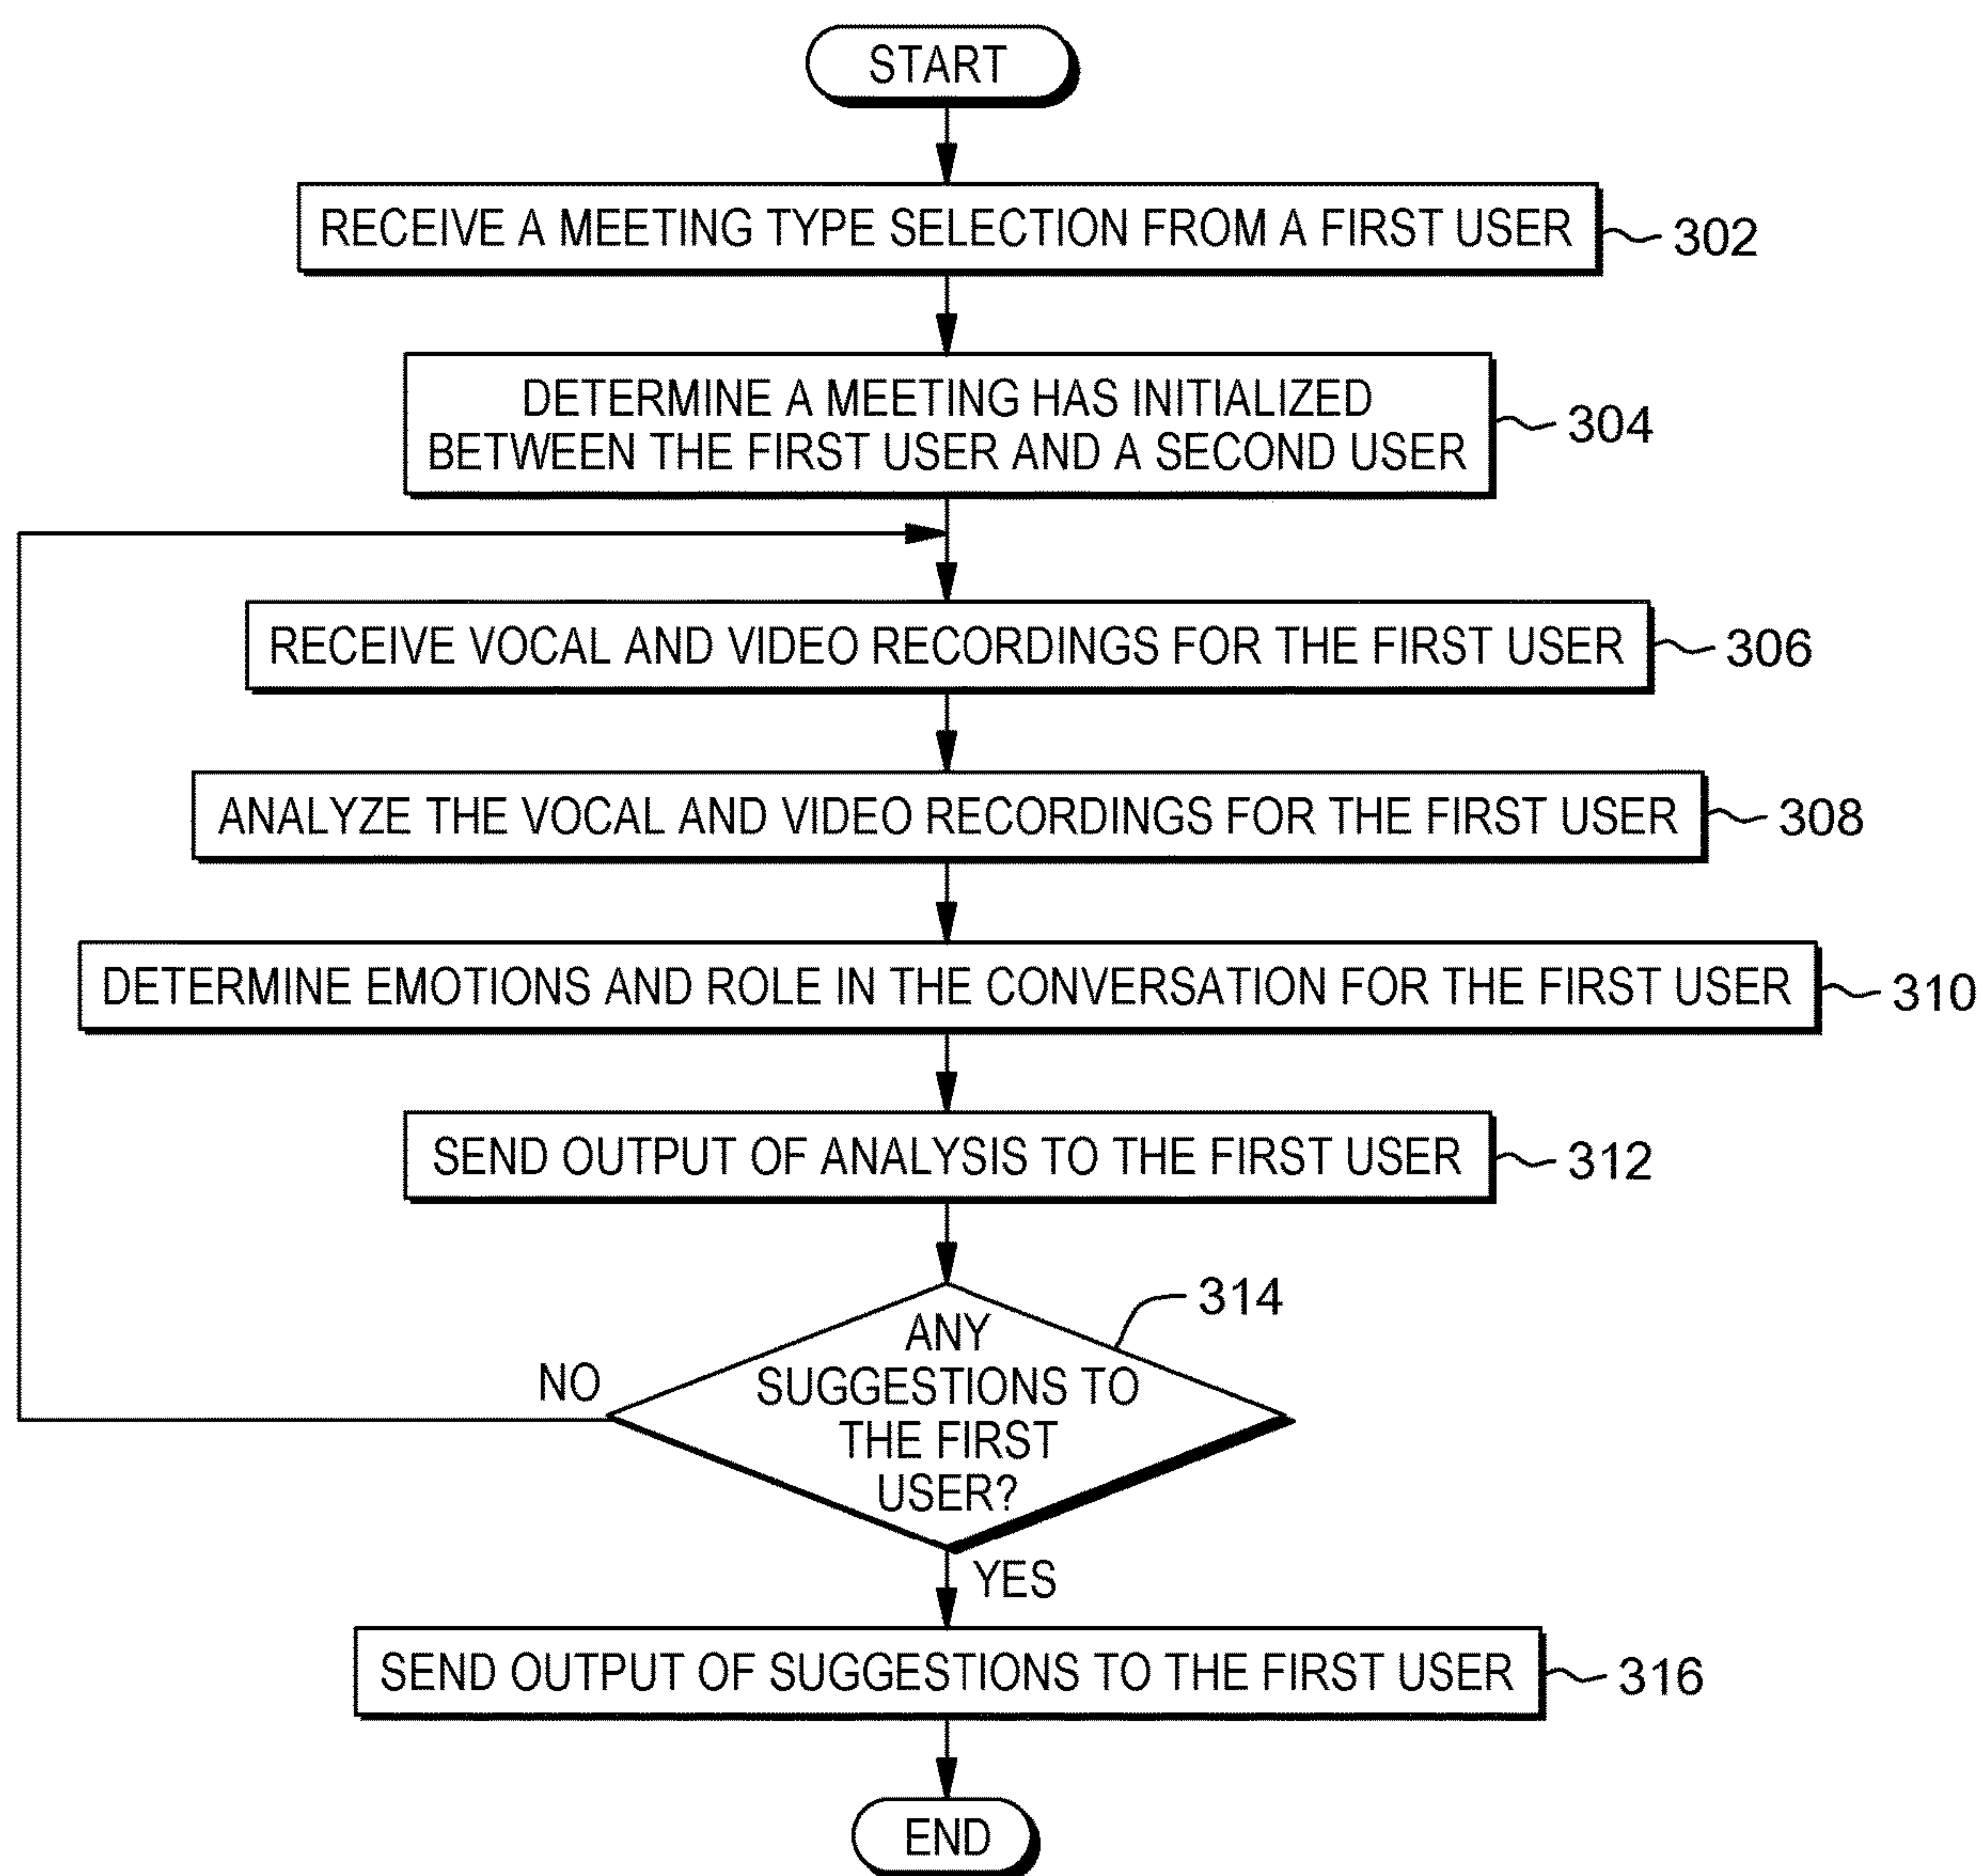 START
RECEIVE A MEETING TYPE SELECTION FROM A FIRST USER
302
DETERMINE A MEETING HAS INITIALIZED
BETWEEN THE FIRST USER AND A SECOND USER
304
RECEIVE VOCAL AND VIDEO RECORDINGS FOR THE FIRST USER
306
ANALYZE THE VOCAL AND VIDEO RECORDINGS FOR THE FIRST USER
308
DETERMINE EMOTIONS AND ROLE IN THE CONVERSATION FOR THE FIRST USER
310
SEND OUTPUT OF ANALYSIS TO THE FIRST USER
312
314
ANY
SUGGESTIONS TO
THE FIRST
USER?
NO
YES
SEND OUTPUT OF SUGGESTIONS TO THE FIRST USER
316
END